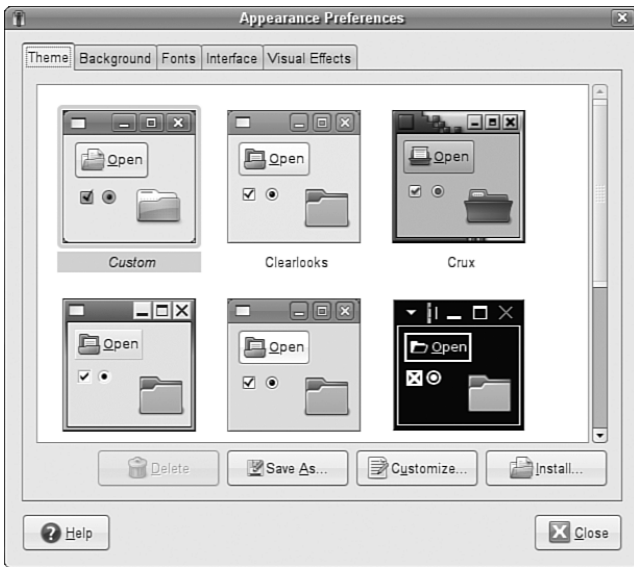 Appearance Preferences
Theme Background Fonts Interface Visual Effects
Open Open Open
Custom Clearlooks Crux
Open Open Open
Delete Save As... Customize... Install...
Help Close